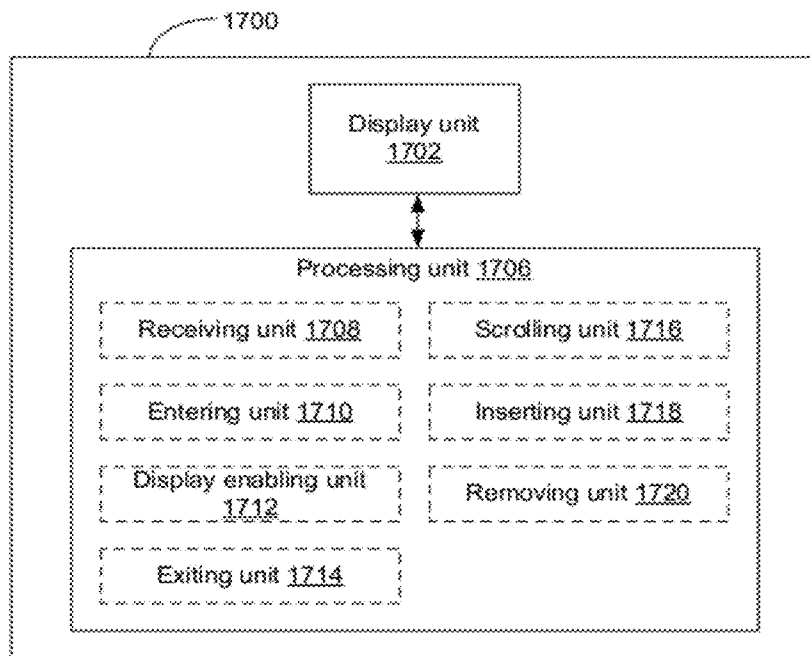 1700
Display unit
1702
Processing unit 1706
Receiving unit 1708
Scrolling unit 1716
Entering unit 1710
Inserting unit 1718
Display enabling unit
1712
Removing unit 1720
Exiting unit 1714